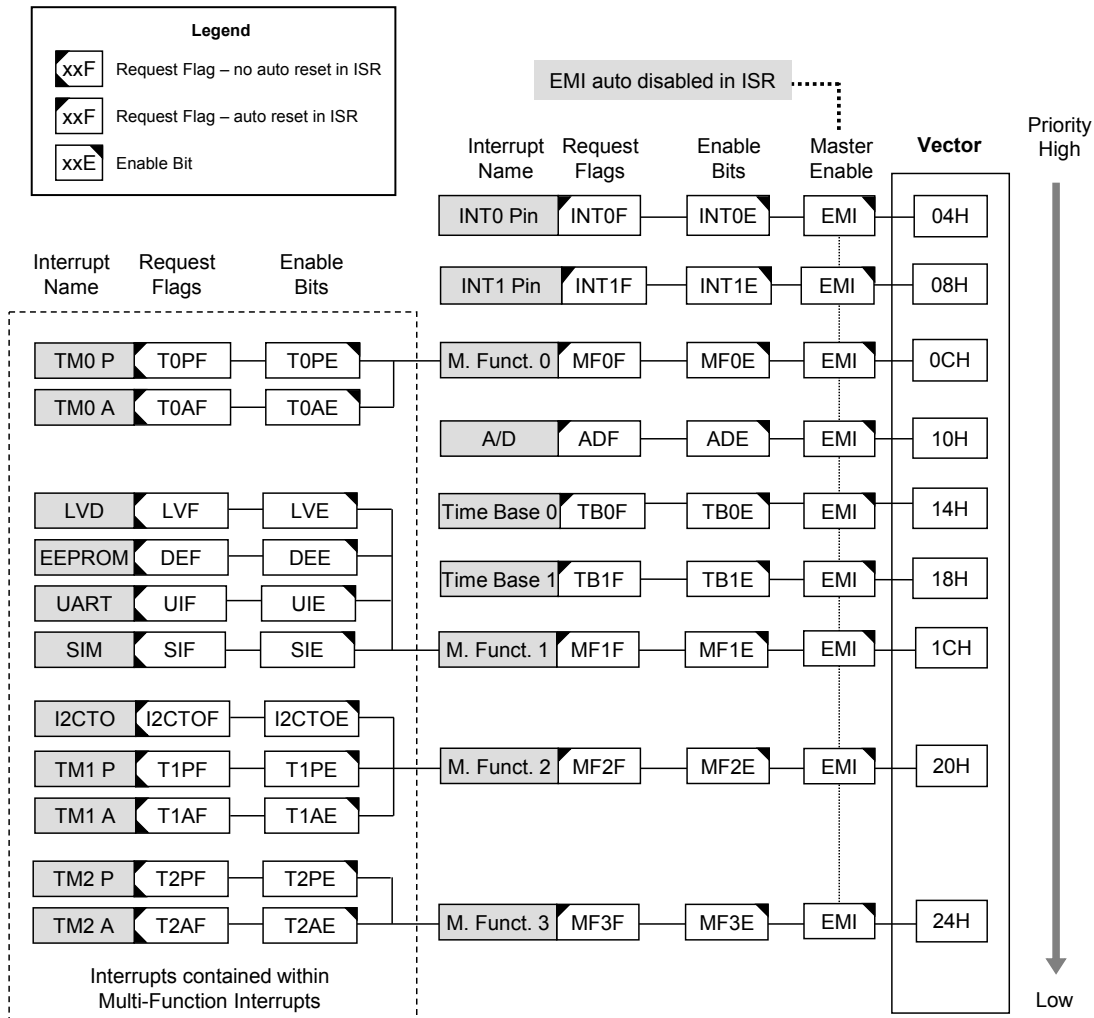 Legend
xxF Request Flag – no auto reset in ISR
xxF Request Flag – auto reset in ISR
xxE Enable Bit
EMI auto disabled in ISR
Interrupt Name
Request Flags
Enable Bits
Master Enable
Vector
Priority High
INT0 Pin INT0F INT0E EMI 04H
INT1 Pin INT1F INT1E EMI 08H
Interrupt Name
Request Flags
Enable Bits
TM0 P T0PF T0PE M. Funct. 0 MF0F MF0E EMI 0CH
TM0 A T0AF T0AE
A/D ADF ADE EMI 10H
LVD LVF LVE Time Base 0 TB0F TB0E EMI 14H
EEPROM DEF DEE
UART UIF UIE Time Base 1 TB1F TB1E EMI 18H
SIM SIF SIE M. Funct. 1 MF1F MF1E EMI 1CH
I2CTO I2CTOF I2CTOE
TM1 P T1PF T1PE M. Funct. 2 MF2F MF2E EMI 20H
TM1 A T1AF T1AE
TM2 P T2PF T2PE
TM2 A T2AF T2AE M. Funct. 3 MF3F MF3E EMI 24H
Interrupts contained within
Multi-Function Interrupts
Low